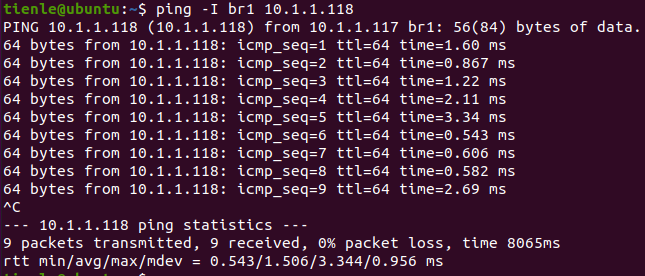 tienle@ubuntu:~$ ping -I br1 10.1.1.118
PING 10.1.1.118 (10.1.1.118) from 10.1.1.117 br1: 56(84) bytes of data.
64 bytes from 10.1.1.118: icmp_seq=1 ttl=64 time=1.60 ms
64 bytes from 10.1.1.118: icmp_seq=2 ttl=64 time=0.867 ms
64 bytes from 10.1.1.118: icmp_seq=3 ttl=64 time=1.22 ms
64 bytes from 10.1.1.118: icmp_seq=4 ttl=64 time=2.11 ms
64 bytes from 10.1.1.118: icmp_seq=5 ttl=64 time=3.34 ms
64 bytes from 10.1.1.118: icmp_seq=6 ttl=64 time=0.543 ms
64 bytes from 10.1.1.118: icmp_seq=7 ttl=64 time=0.606 ms
64 bytes from 10.1.1.118: icmp_seq=8 ttl=64 time=0.582 ms
64 bytes from 10.1.1.118: icmp_seq=9 ttl=64 time=2.69 ms
^C
--- 10.1.1.118 ping statistics ---
9 packets transmitted, 9 received, 0% packet loss, time 8065ms
rtt min/avg/max/mdev = 0.543/1.506/3.344/0.956 ms